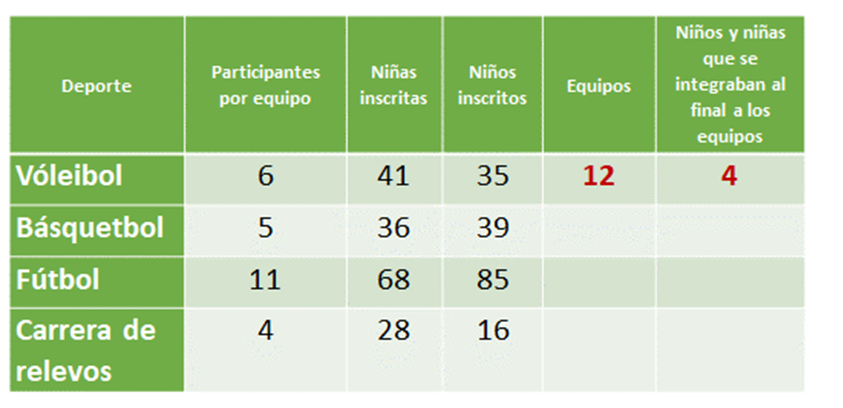 Deporte
Participantes
por equipo
Niñas
inscritas
Niños
inscritos
Equipos
Niños y niñas
que se
integraban al
final a los
equipos
Vóleibol 6 41 35 12 4
Básquetbol 5 36 39
Fútbol 11 68 85
Carrera de 4 28 16
relevos